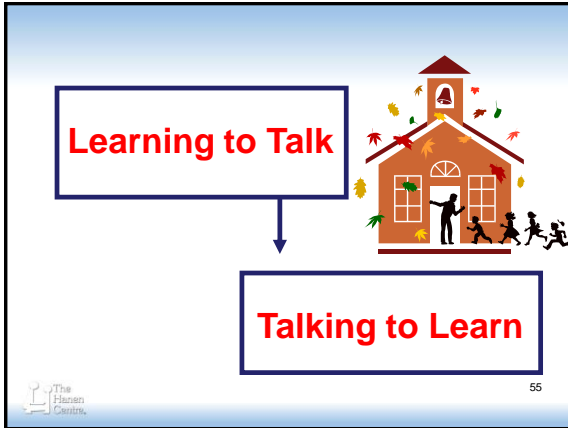 Learning to Talk
Talking to Learn
55
The
Hanen
Centre®